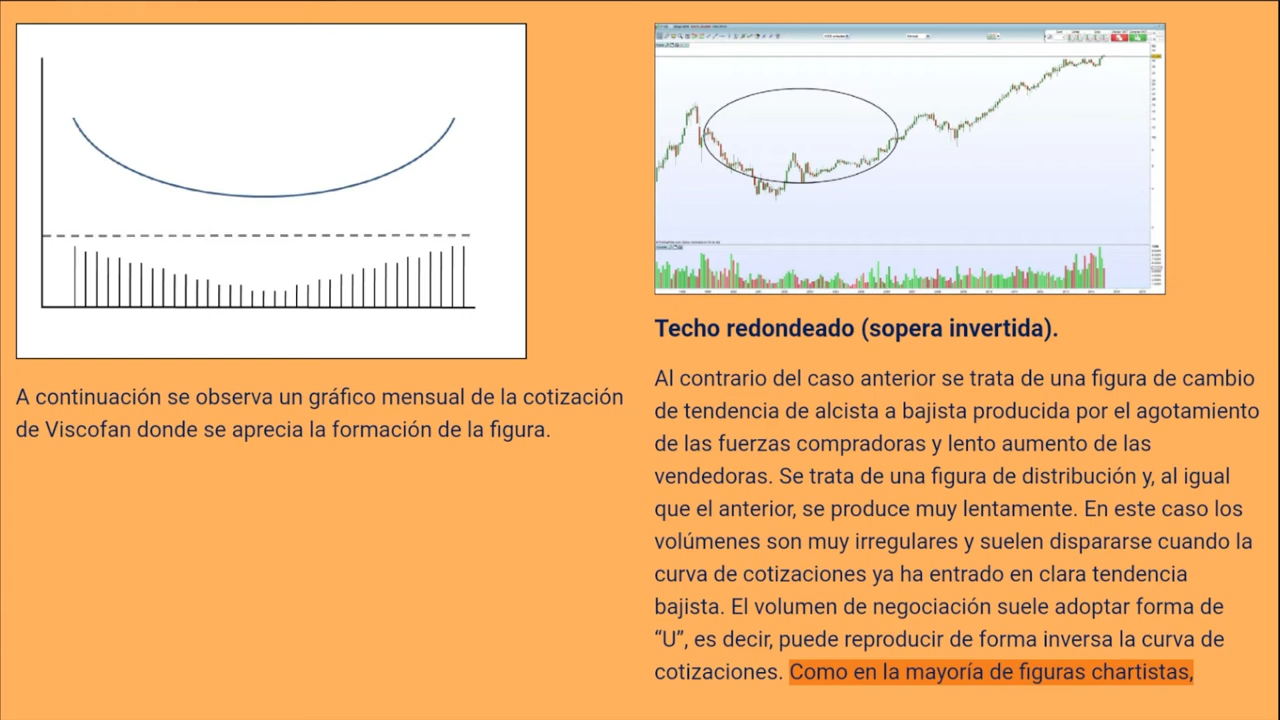 A continuación se observa un gráfico mensual de la cotización
de Viscofan donde se aprecia la formación de la figura.
Techo redondeado (sopera invertida).
Al contrario del caso anterior se trata de una figura de cambio
de tendencia de alcista a bajista producida por el agotamiento
de las fuerzas compradoras y lento aumento de las
vendedoras. Se trata de una figura de distribución y, al igual
que el anterior, se produce muy lentamente. En este caso los
volúmenes son muy irregulares y suelen dispararse cuando la
curva de cotizaciones ya ha entrado en clara tendencia
bajista. El volumen de negociación suele adoptar forma de
“U”, es decir, puede reproducir de forma inversa la curva de
cotizaciones. Como en la mayoría de figuras chartistas,